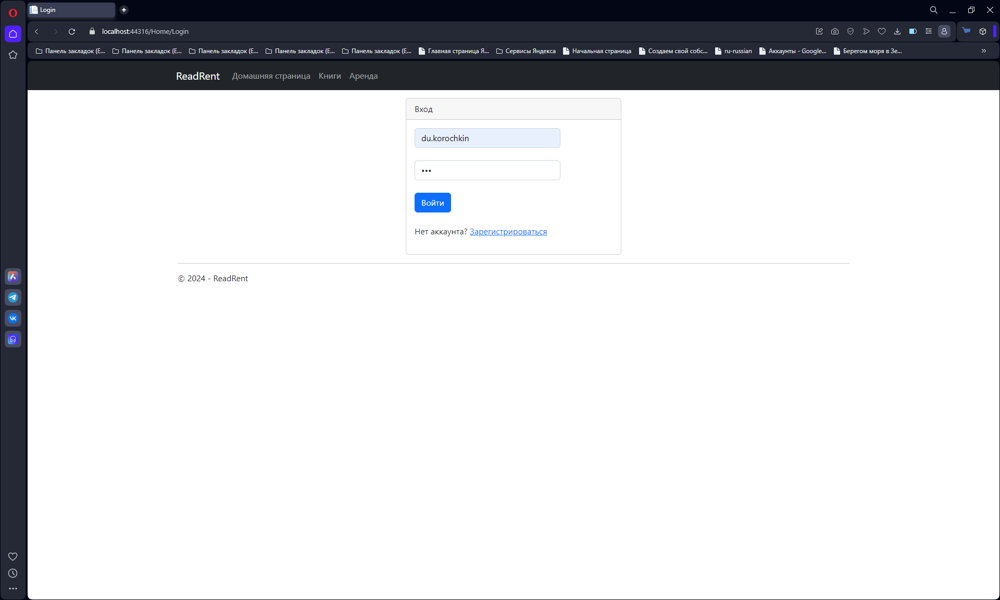 Login
localhost:44316/Home/Login
Панель закладок (Е... Панель закладок (Е... Панель закладок (Е... Панель закладок (Е... Панель закладок (Е... Главная страница Я... Сервисы Яндекса Начальная страница Создаем свой собс... ru-russian Аккаунты - Google... Берегом моря в Зе...
ReadRent Домашняя страница Книги Аренда
Вход
du.korochkin
•••
Войти
Нет аккаунта? Зарегистрироваться
© 2024 - ReadRent